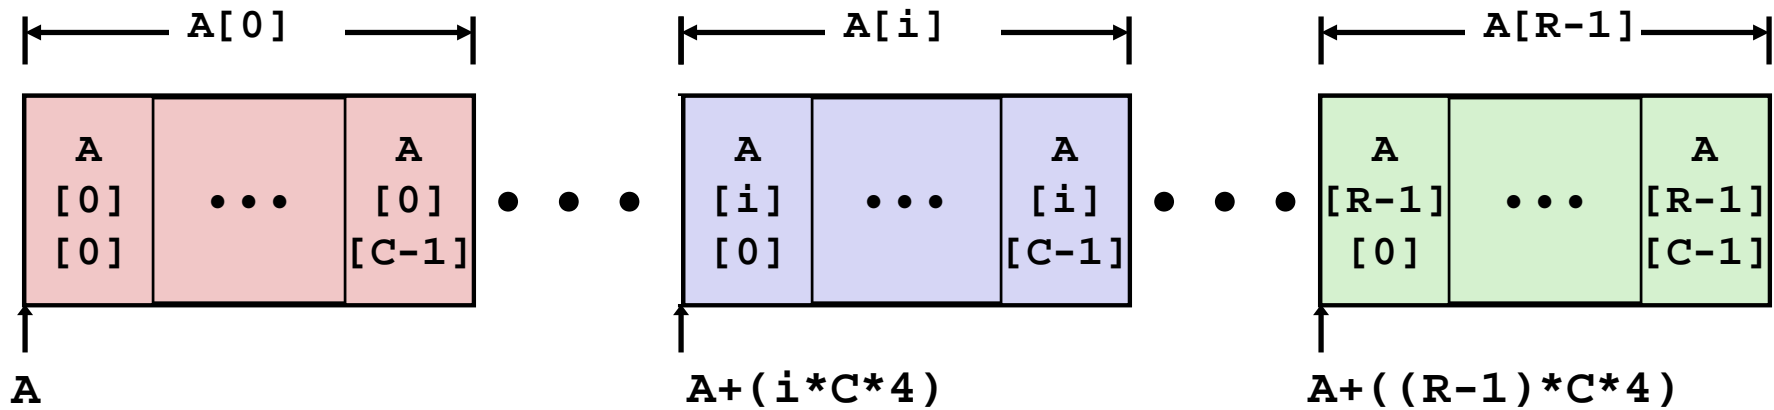 A[0] A[i] A[R-1]
A A A A A A
[0] • • • [0] • • • [i] • • • [i] • • • [R-1] • • • [R-1]
[0] [C-1] [0] [C-1] [0] [C-1]
A A+(i*C*4) A+((R-1)*C*4)